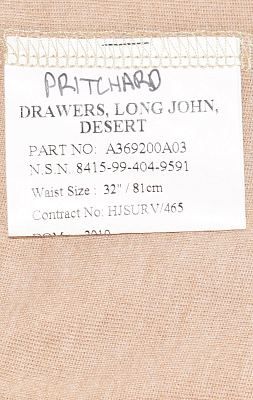 PRITCHARD
DRAWERS, LONG JOHN,
DESERT
PART NO: A369200A03
N.S.N. 8415-99-404-9591
Waist Size : 32" / 81cm
Contract No: HJSURV/465